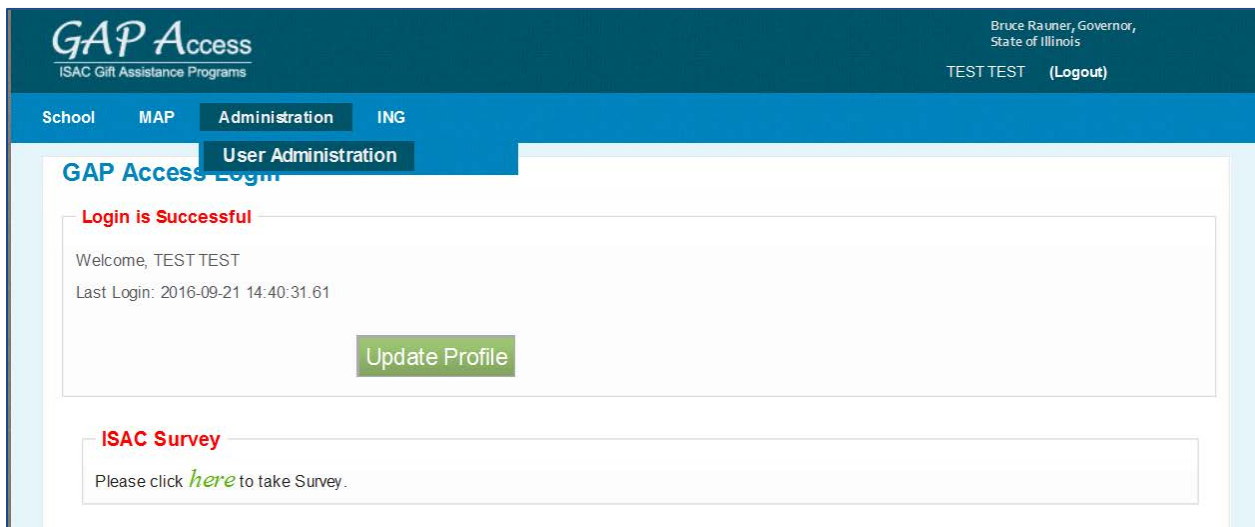 GAP Access
ISAC Gift Assistance Programs
Bruce Rauner, Governor,
State of Illinois
TEST TEST (Logout)
School MAP Administration ING
User Administration
GAP Access Login
Login is Successful
Welcome, TEST TEST
Last Login: 2016-09-21 14:40:31.61
Update Profile
ISAC Survey
Please click here to take Survey.